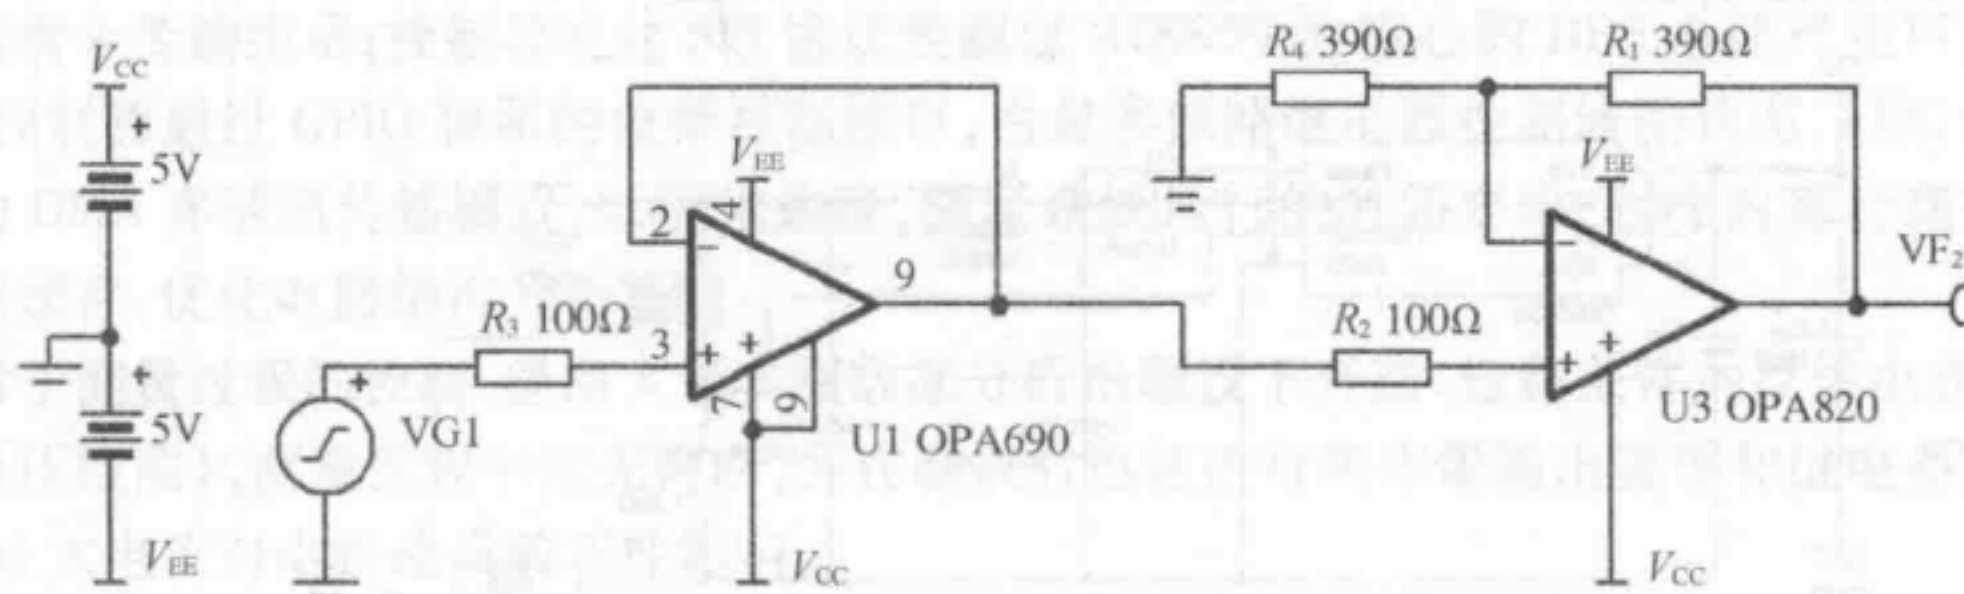 VCC
+
5V
+
5V
VEE
+
VG1
R3 100Ω
2
3
4
VEE
−
+
+
7
9
9
U1 OPA690
VCC
R4 390Ω
R1 390Ω
VEE
−
+
+
R2 100Ω
U3 OPA820
VCC
VF2